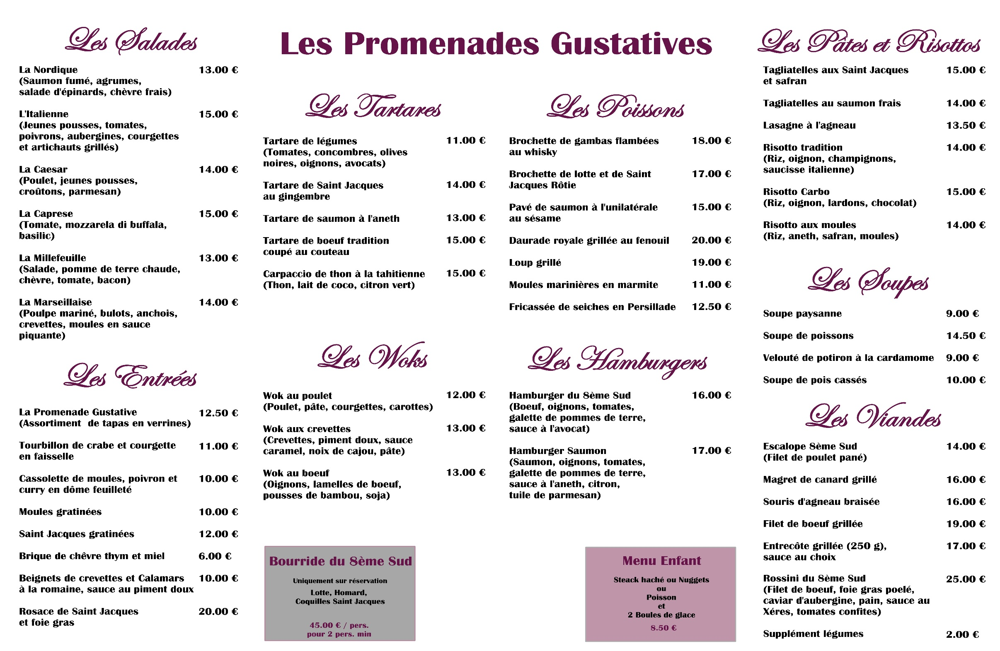 Les Promenades Gustatives
Les Salades
La Nordique 13.00 €
(Saumon fumé, agrumes,
salade d'épinards, chèvre frais)
L'Italienne 15.00 €
(Jeunes pousses, tomates,
poivrons, aubergines, courgettes
et artichauts grillés)
La Caesar 14.00 €
(Poulet, jeunes pousses,
croûtons, parmesan)
La Caprese 15.00 €
(Tomate, mozzarela di buffala,
basilic)
La Millefeuille 13.00 €
(Salade, pomme de terre chaude,
chèvre, tomate, bacon)
La Marseillaise 14.00 €
(Poulpe mariné, bulots, anchois,
crevettes, moules en sauce
piquante)
Les Entrées
La Promenade Gustative 12.50 €
(Assortiment de tapas en verrines)
Tourbillon de crabe et courgette 11.00 €
en faisselle
Cassolette de moules, poivron et 10.00 €
curry en dôme feuilleté
Moules gratinées 10.00 €
Saint Jacques gratinées 12.00 €
Brique de chêvre thym et miel 6.00 €
Beignets de crevettes et Calamars 10.00 €
à la romaine, sauce au piment doux
Rosace de Saint Jacques 20.00 €
et foie gras
Les Tartares
Tartare de légumes 11.00 €
(Tomates, concombres, olives
noires, oignons, avocats)
Tartare de Saint Jacques 14.00 €
au gingembre
Tartare de saumon à l'aneth 13.00 €
Tartare de boeuf tradition 15.00 €
coupé au couteau
Carpaccio de thon à la tahitienne 15.00 €
(Thon, lait de coco, citron vert)
Les Woks
Wok au poulet 12.00 €
(Poulet, pâte, courgettes, carottes)
Wok aux crevettes 13.00 €
(Crevettes, piment doux, sauce
caramel, noix de cajou, pâte)
Wok au boeuf 13.00 €
(Oignons, lamelles de boeuf,
pousses de bambou, soja)
Bourride du 8ème Sud
Uniquement sur réservation
Lotte, Homard,
Coquilles Saint Jacques
45.00 € / pers.
pour 2 pers. min
Les Poissons
Brochette de gambas flambées 18.00 €
au whisky
Brochette de lotte et de Saint 17.00 €
Jacques Rôtie
Pavé de saumon à l'unilatérale 15.00 €
au sésame
Daurade royale grillée au fenouil 20.00 €
Loup grillé 19.00 €
Moules marinières en marmite 11.00 €
Fricassée de seiches en Persillade 12.50 €
Les Hamburgers
Hamburger du 8ème Sud 16.00 €
(Boeuf, oignons, tomates,
galette de pommes de terre,
sauce à l'avocat)
Hamburger Saumon 17.00 €
(Saumon, oignons, tomates,
galette de pommes de terre,
sauce à l'aneth, citron,
tuile de parmesan)
Menu Enfant
Steack haché ou Nuggets
ou
Poisson
et
2 Boules de glace
8.50 €
Les Pâtes et Risottos
Tagliatelles aux Saint Jacques 15.00 €
et safran
Tagliatelles au saumon frais 14.00 €
Lasagne à l'agneau 13.50 €
Risotto tradition 14.00 €
(Riz, oignon, champignons,
saucisse italienne)
Risotto Carbo 15.00 €
(Riz, oignon, lardons, chocolat)
Risotto aux moules 14.00 €
(Riz, aneth, safran, moules)
Les Soupes
Soupe paysanne 9.00 €
Soupe de poissons 14.50 €
Velouté de potiron à la cardamome 9.00 €
Soupe de pois cassés 10.00 €
Les Viandes
Escalope 8ème Sud 14.00 €
(Filet de poulet pané)
Magret de canard grillé 16.00 €
Souris d'agneau braisée 16.00 €
Filet de boeuf grillée 19.00 €
Entrecôte grillée (250 g), 17.00 €
sauce au choix
Rossini du 8ème Sud 25.00 €
(Filet de boeuf, foie gras poelé,
caviar d'aubergine, pain, sauce au
Xéres, tomates confites)
Supplément légumes 2.00 €